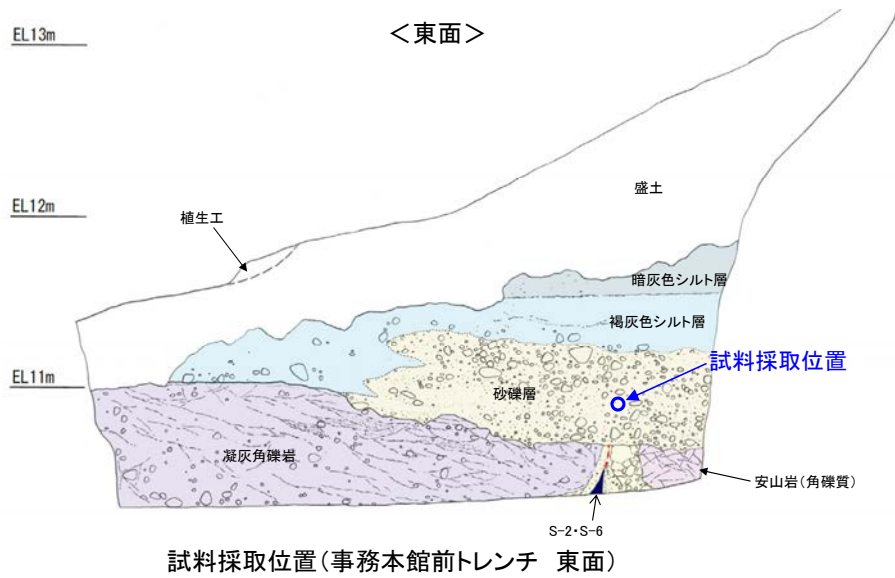 EL13m
＜東面＞
盛土
EL12m
植生工
暗灰色シルト層
褐灰色シルト層
試料採取位置
EL11m
砂礫層
凝灰角礫岩
安山岩（角礫質）
S-2・S-6
試料採取位置（事務本館前トレンチ　東面）